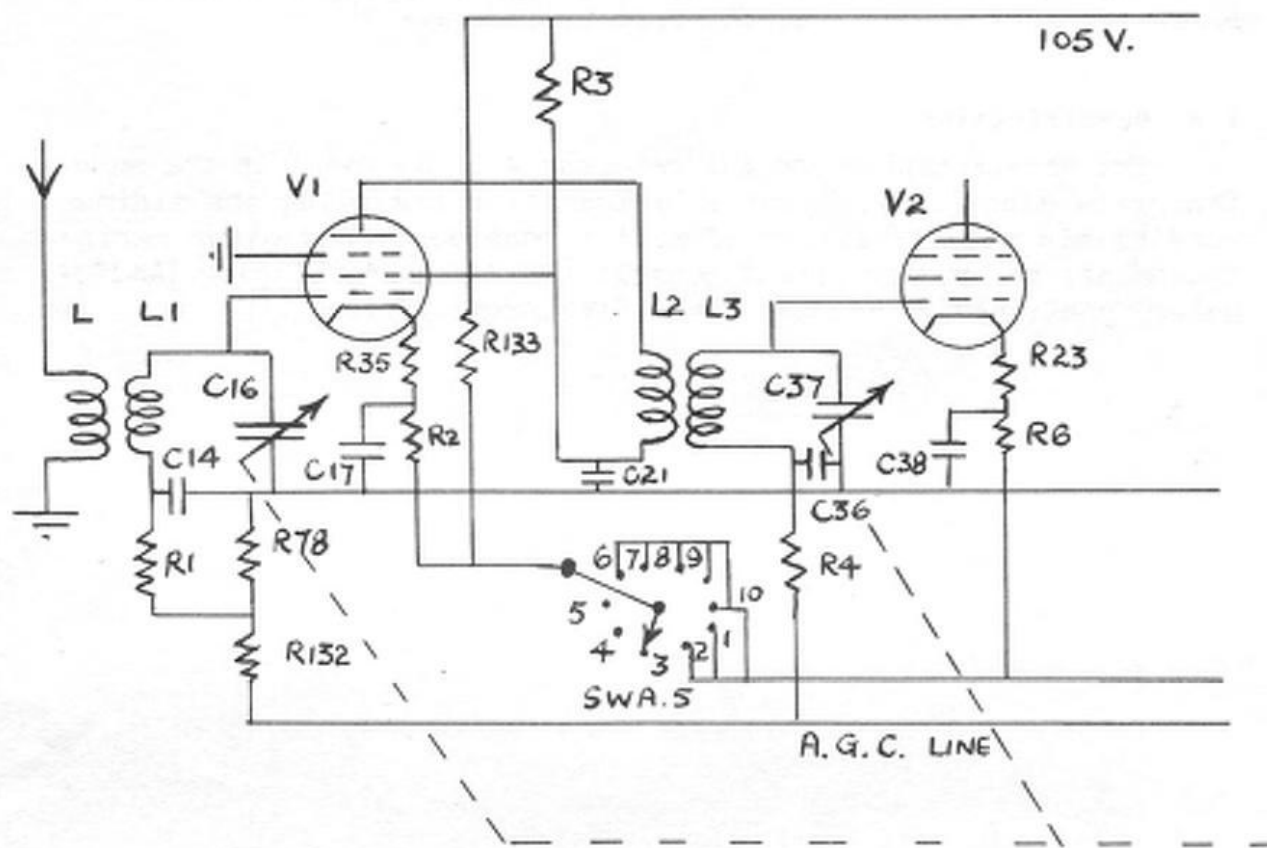 105 V.
R3
V1
V2
L L1
L2 L3
R35
R133
R23
C16
C37
R2
R6
C14
C17
C21
C38
C36
R1
R78
R4
6 7 8 9
10
5
4
3
2
1
R132
SWA.5
A.G.C. LINE